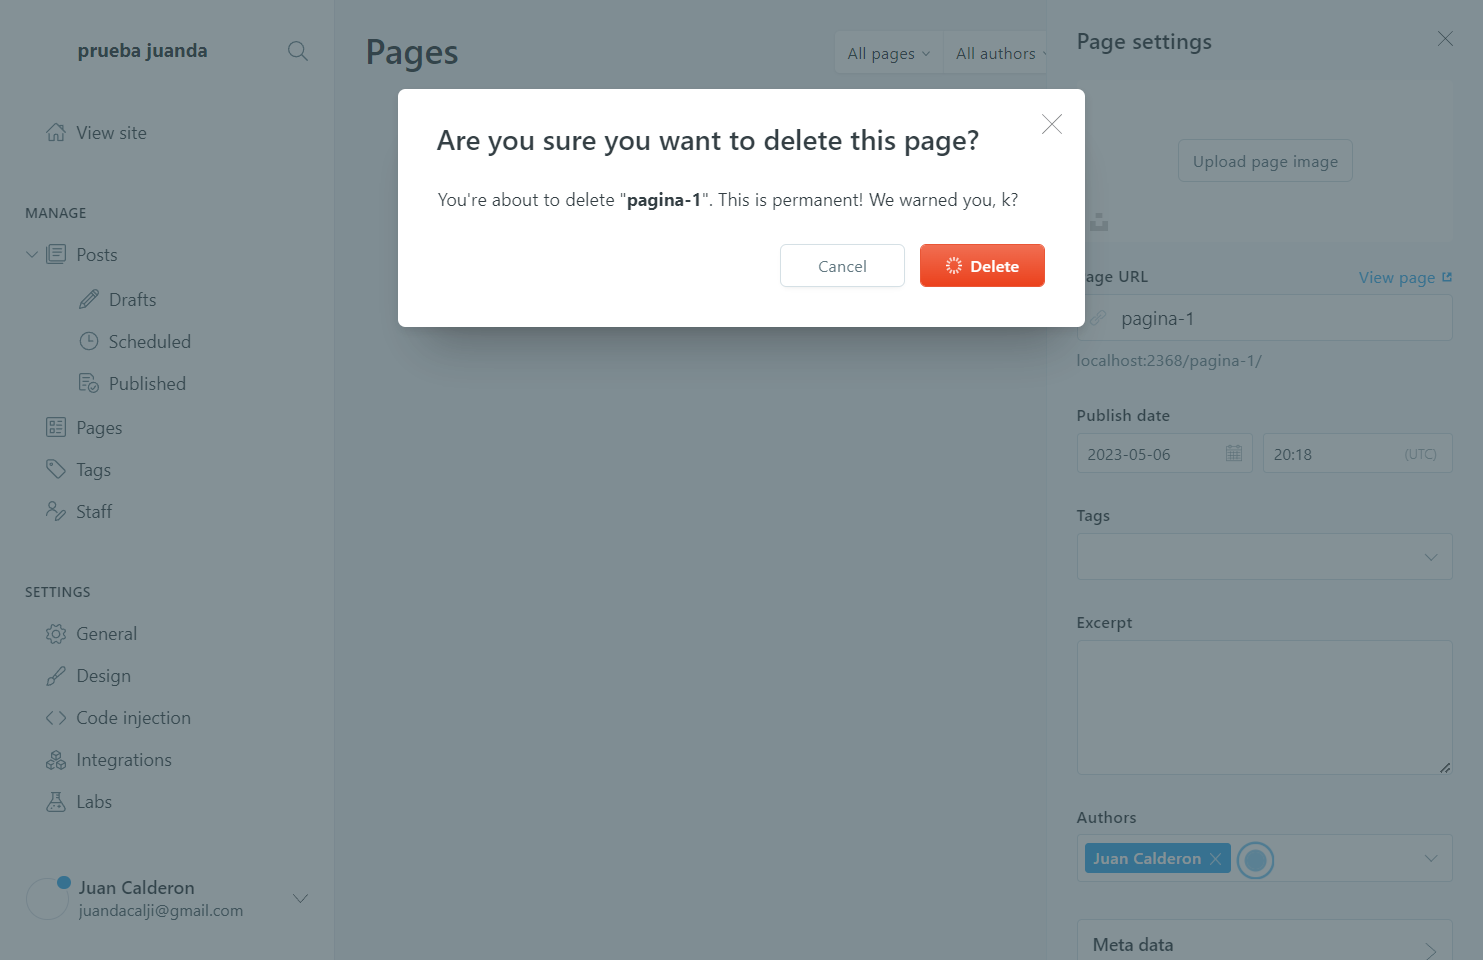 prueba juanda
View site
MANAGE
Posts
Drafts
Scheduled
Published
Pages
Tags
Staff
SETTINGS
General
Design
Code injection
Integrations
Labs
Juan Calderon
juandacalji@gmail.com
Pages
All pages
All authors
Are you sure you want to delete this page?
You're about to delete "pagina-1". This is permanent! We warned you, k?
Cancel
Delete
Page settings
Upload page image
age URL
View page
pagina-1
localhost:2368/pagina-1/
Publish date
2023-05-06
20:18
(UTC)
Tags
Excerpt
Authors
Juan Calderon
Meta data